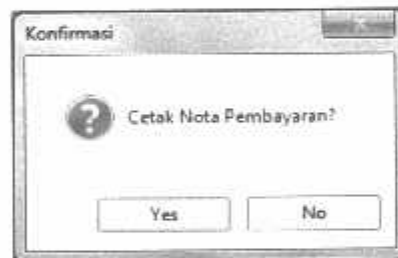 Konfirmasi
Cetak Nota Pembayaran?
Yes
No